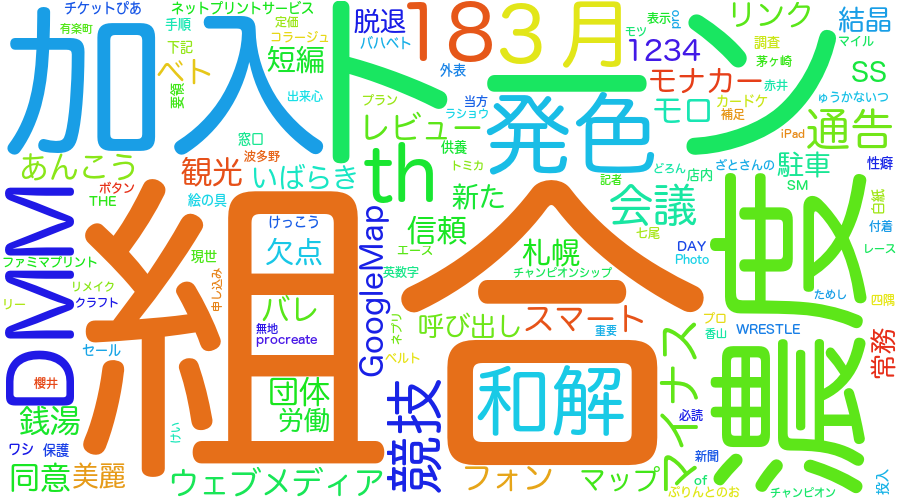 チケットぴあ
ネットプリントサービス
有楽町
手順
定価
コラージュ
下記
ベト
要領
出来心
加入
トーン
脱退
バハベト
短編
18
3月
外表
1234
表示
pro
モツ
リンク
調査
茅ヶ崎
結晶
マイル
SS
モナカー
赤井
ゅうかないつ
プラン
当方
ラショウ
モロ
カードケ
補足
iPad
通告
レビュー
発色
供養
トミカ
th
窓口
波多野
あんこう
観光
いばらき
絵の具
ボタン
THE
新た
記者
どろん
店内
ざとさんの
駐車
SM
性癖
白紙
会議
付着
DMM
組合
濃度
けっこう
信頼
七尾
札幌
エース
チャンピオンシップ
英数字
欠点
現世
ファミマプリント
リメイク
クラフト
リー
申し込み
GoogleMap
DAY
Photo
レース
ためし
四隅
バレ
無地
procreate
ネプリ
呼び出し
スマート
重要
プロ
香山
WRESTLE
セール
ベルト
マイナス
常務
櫻井
団体
労働
競技
和解
必読
銭湯
けい
ワシ
保護
同意
美麗
ウェブメディア
フォン
マップ
新聞
of
ぷりんとのお
チャンピオン
投入